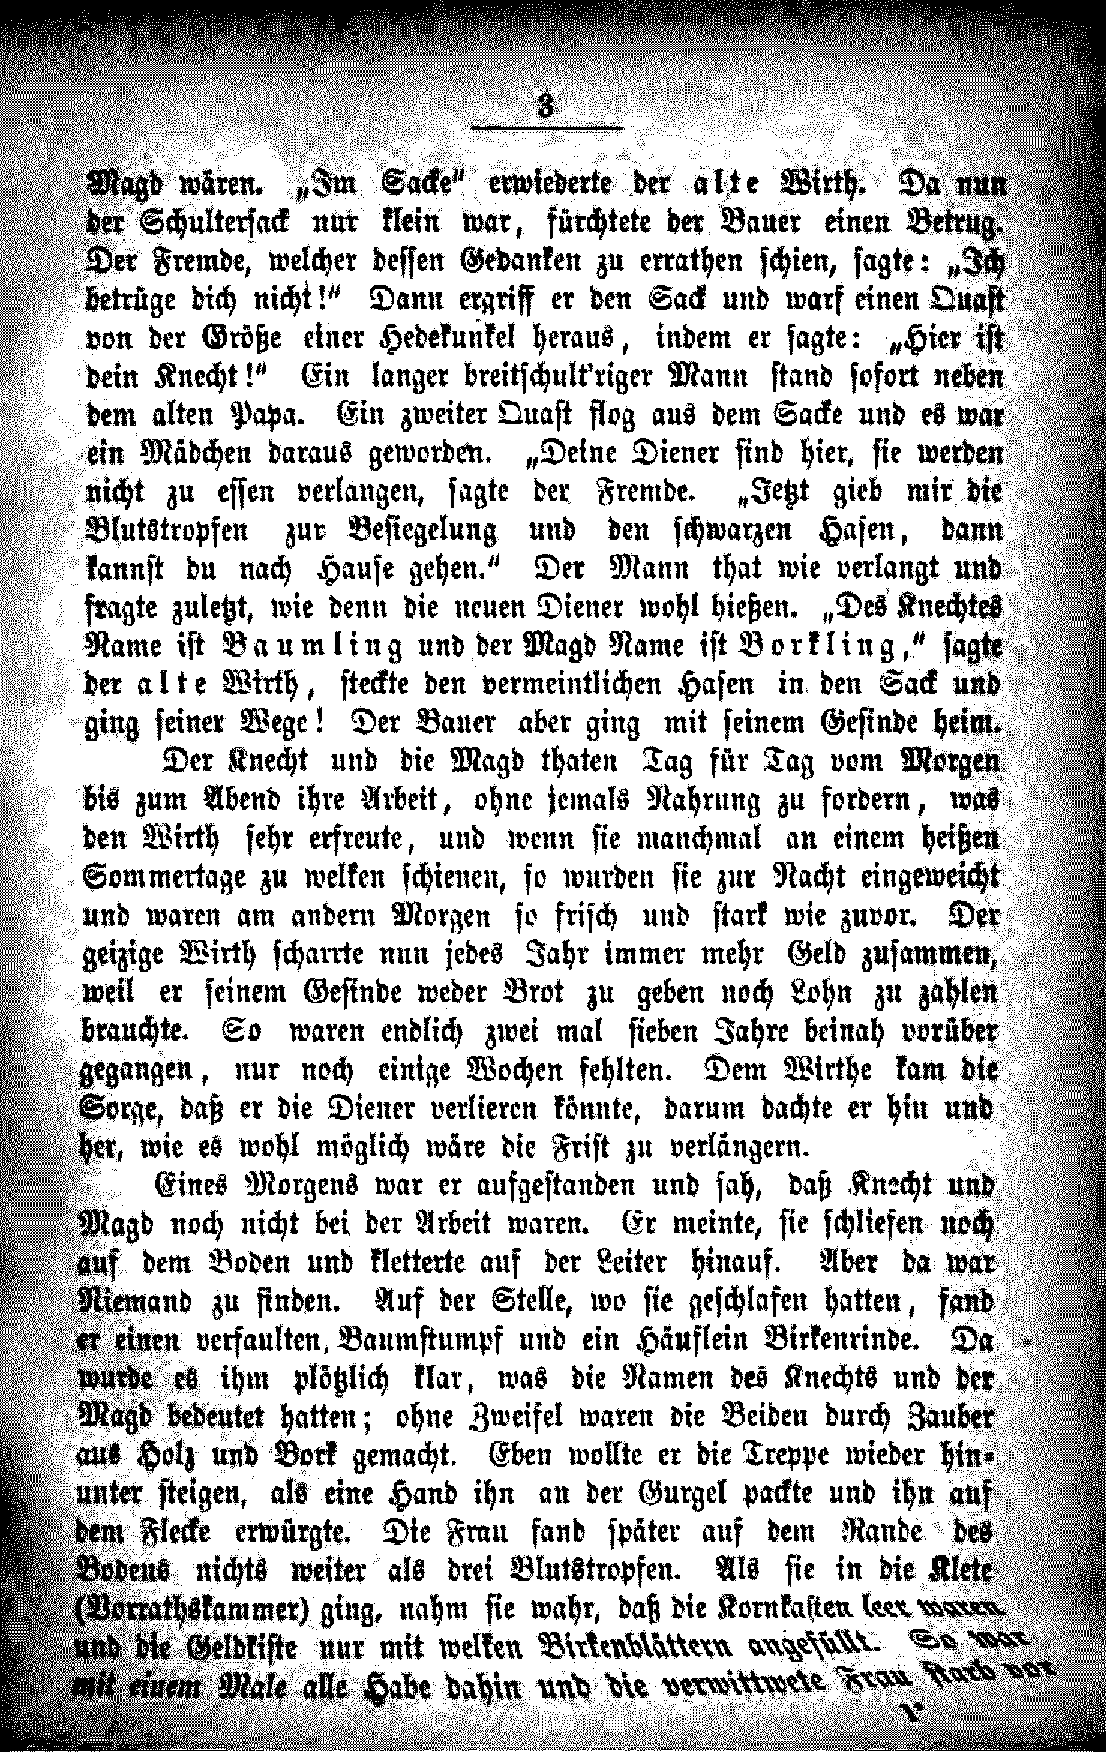 3
Magd wären. „Im Sacke“ erwiederte der alte Wirth. Da nun
der Schultersack nur klein war, fürchtete der Bauer einen Betrug.
Der Fremde, welcher dessen Gedanken zu errathen schien, sagte: „Ich
betrüge dich nicht!“ Dann ergriff er den Sack und warf einen Quast
von der Größe einer Hedekunkel heraus, indem er sagte: „Hier ist
dein Knecht!“ Ein langer breitschult'riger Mann stand sofort neben
dem alten Papa. Ein zweiter Quast flog aus dem Sacke und es war
ein Mädchen daraus geworden. „Deine Diener sind hier, sie werden
nicht zu essen verlangen, sagte der Fremde. „Jetzt gieb mir die
Blutstropfen zur Besiegelung und den schwarzen Hasen, dann
kannst du nach Hause gehen.“ Der Mann that wie verlangt und
fragte zuletzt, wie denn die neuen Diener wohl hießen. „Des Knechtes
Name ist Baumling und der Magd Name ist Borkling,“ sagte
der alte Wirth, steckte den vermeintlichen Hasen in den Sack und
ging seiner Wege! Der Bauer aber ging mit seinem Gesinde heim.
Der Knecht und die Magd thaten Tag für Tag vom Morgen
bis zum Abend ihre Arbeit, ohne jemals Nahrung zu fordern, was
den Wirth sehr erfreute, und wenn sie manchmal an einem heißen
Sommertage zu welken schienen, so wurden sie zur Nacht eingeweicht
und waren am andern Morgen so frisch und stark wie zuvor. Der
geizige Wirth scharrte nun jedes Jahr immer mehr Geld zusammen,
weil er seinem Gesinde weder Brot zu geben noch Lohn zu zahlen
brauchte. So waren endlich zwei mal sieben Jahre beinah vorüber
gegangen, nur noch einige Wochen fehlten. Dem Wirthe kam die
Sorge, daß er die Diener verlieren könnte, darum dachte er hin und
her, wie es wohl möglich wäre die Frist zu verlängern.
Eines Morgens war er aufgestanden und sah, daß Knecht und
Magd noch nicht bei der Arbeit waren. Er meinte, sie schliefen noch
auf dem Boden und kletterte auf der Leiter hinauf. Aber da war
Niemand zu finden. Auf der Stelle, wo sie geschlafen hatten, fand
er einen verfaulten Baumstumpf und ein Häuflein Birkenrinde. Da
wurde es ihm plötzlich klar, was die Namen des Knechts und der
Magd bedeutet hatten; ohne Zweifel waren die Beiden durch Zauber
aus Holz und Bork gemacht. Eben wollte er die Treppe wieder hin-
unter steigen, als eine Hand ihn an der Gurgel packte und ihn auf
dem Flecke erwürgte. Die Frau fand später auf dem Rande des
Bodens nichts weiter als drei Blutstropfen. Als sie in die Klete
(Vorrathskammer) ging, nahm sie wahr, daß die Kornkasten leer waren
und die Geldkiste nur mit welken Birkenblättern angefüllt. So war
mit einem Male alle Habe dahin und die verwittwete Frau starb vor
1*